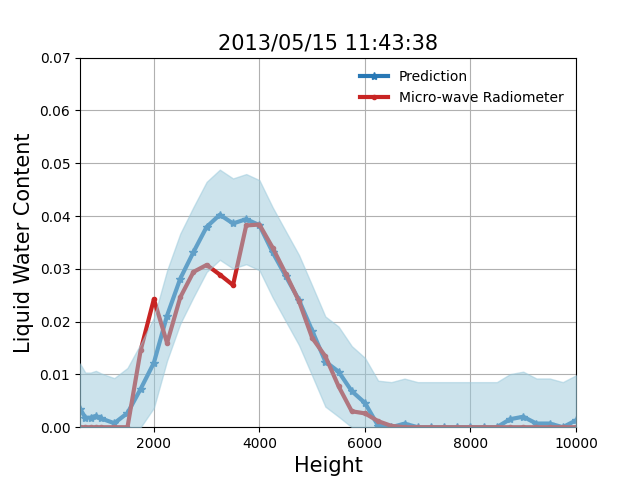 2013/05/15 11:43:38
0.07
0.06
0.05
0.04
0.03
0.02
0.01
0.00
Liquid Water Content
Prediction
Micro-wave Radiometer
2000 4000 6000 8000 10000
Height